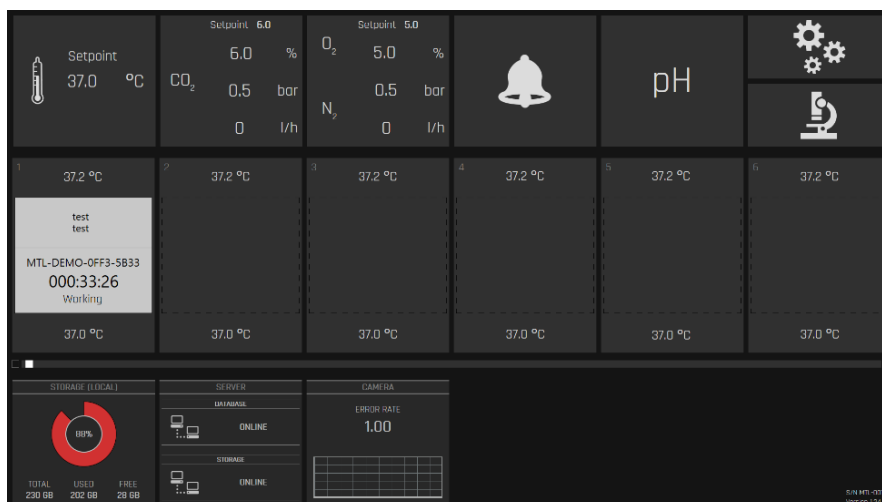 Setpoint
37.0 °C
Setpoint 6.0
CO2
6.0 %
0.5 bar
0 l/h
Setpoint 5.0
O2
5.0 %
0.5 bar
N2
0 l/h
pH
1
37.2 °C
test
test
MTL-DEMO-0FF3-5B33
000:33:26
Working
37.0 °C
2
37.2 °C
37.0 °C
3
37.2 °C
37.0 °C
4
37.2 °C
37.0 °C
5
37.2 °C
37.0 °C
6
37.2 °C
37.0 °C
STORAGE (LOCAL)
88%
TOTAL USED FREE
230 GB 202 GB 28 GB
SERVER
DATABASE
ONLINE
STORAGE
ONLINE
CAMERA
ERROR RATE
1.00
S/N MTL-00